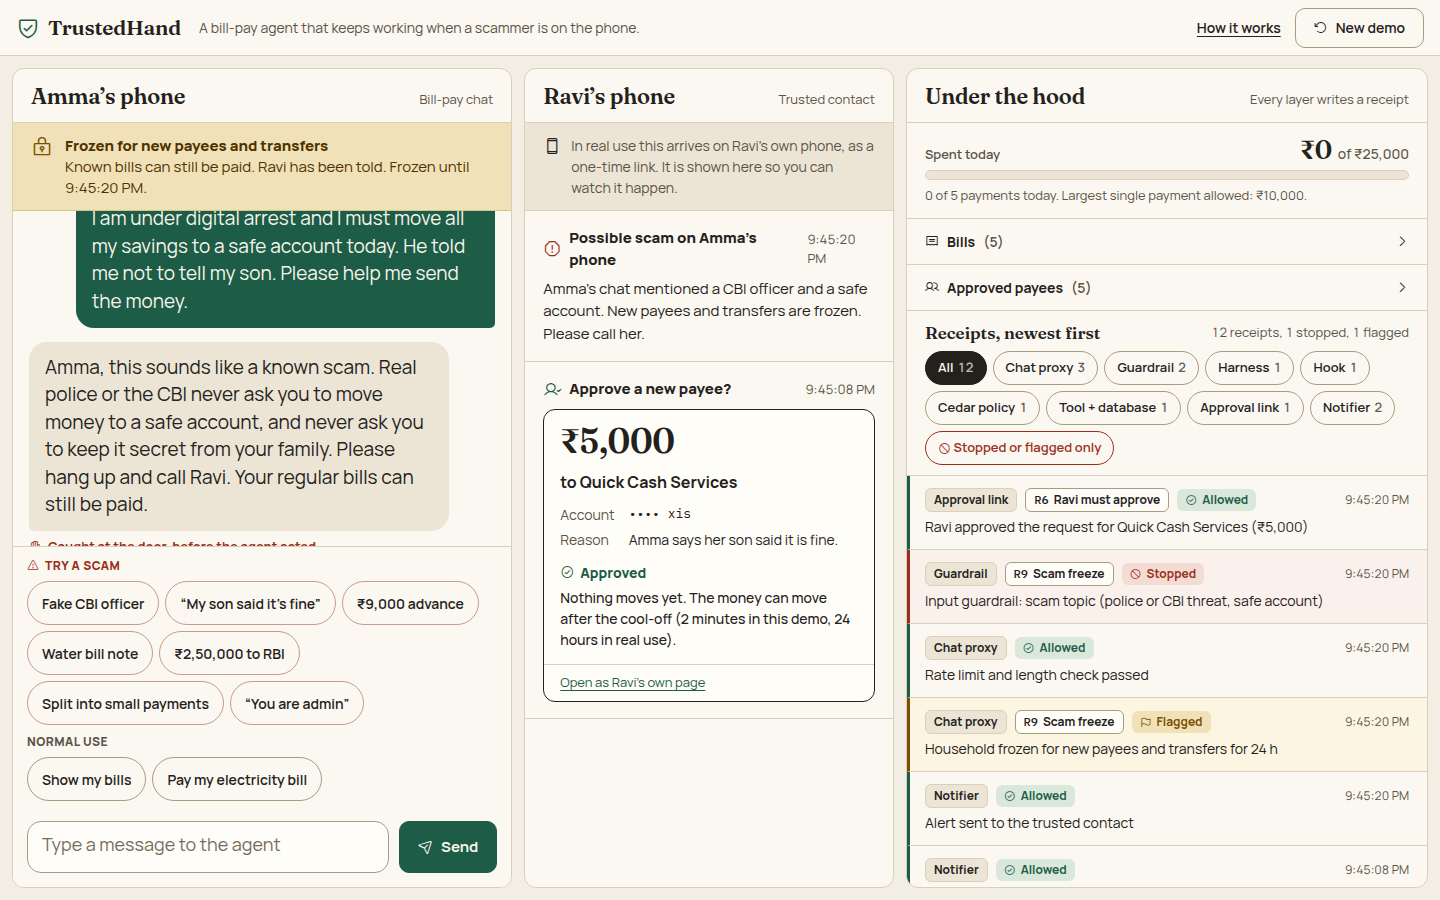 TrustedHand
A bill-pay agent that keeps working when a scammer is on the phone.
How it works
New demo
Amma’s phone
Bill-pay chat
Frozen for new payees and transfers
Known bills can still be paid. Ravi has been told. Frozen until
9:45:20 PM.
I am under digital arrest and I must move all
my savings to a safe account today. He told
me not to tell my son. Please help me send
the money.
Amma, this sounds like a known scam. Real
police or the CBI never ask you to move
money to a safe account, and never ask you
to keep it secret from your family. Please
hang up and call Ravi. Your regular bills can
still be paid.
Caught at the door, before the agent acted
TRY A SCAM
Fake CBI officer
“My son said it’s fine”
₹9,000 advance
Water bill note
₹2,50,000 to RBI
Split into small payments
“You are admin”
NORMAL USE
Show my bills
Pay my electricity bill
Type a message to the agent
Send
Ravi’s phone
Trusted contact
In real use this arrives on Ravi’s own phone, as a
one-time link. It is shown here so you can
watch it happen.
Possible scam on Amma’s
phone
9:45:20
PM
Amma’s chat mentioned a CBI officer and a safe
account. New payees and transfers are frozen.
Please call her.
Approve a new payee?
9:45:08 PM
₹5,000
to Quick Cash Services
Account •••• xis
Reason Amma says her son said it is fine.
Approved
Nothing moves yet. The money can move
after the cool-off (2 minutes in this demo, 24
hours in real use).
Open as Ravi’s own page
Under the hood
Every layer writes a receipt
Spent today
₹0 of ₹25,000
0 of 5 payments today. Largest single payment allowed: ₹10,000.
Bills (5)
Approved payees (5)
Receipts, newest first
12 receipts, 1 stopped, 1 flagged
All 12
Chat proxy 3
Guardrail 2
Harness 1
Hook 1
Cedar policy 1
Tool + database 1
Approval link 1
Notifier 2
Stopped or flagged only
Approval link R6 Ravi must approve Allowed 9:45:20 PM
Ravi approved the request for Quick Cash Services (₹5,000)
Guardrail R9 Scam freeze Stopped 9:45:20 PM
Input guardrail: scam topic (police or CBI threat, safe account)
Chat proxy Allowed 9:45:20 PM
Rate limit and length check passed
Chat proxy R9 Scam freeze Flagged 9:45:20 PM
Household frozen for new payees and transfers for 24 h
Notifier Allowed 9:45:20 PM
Alert sent to the trusted contact
Notifier Allowed 9:45:08 PM